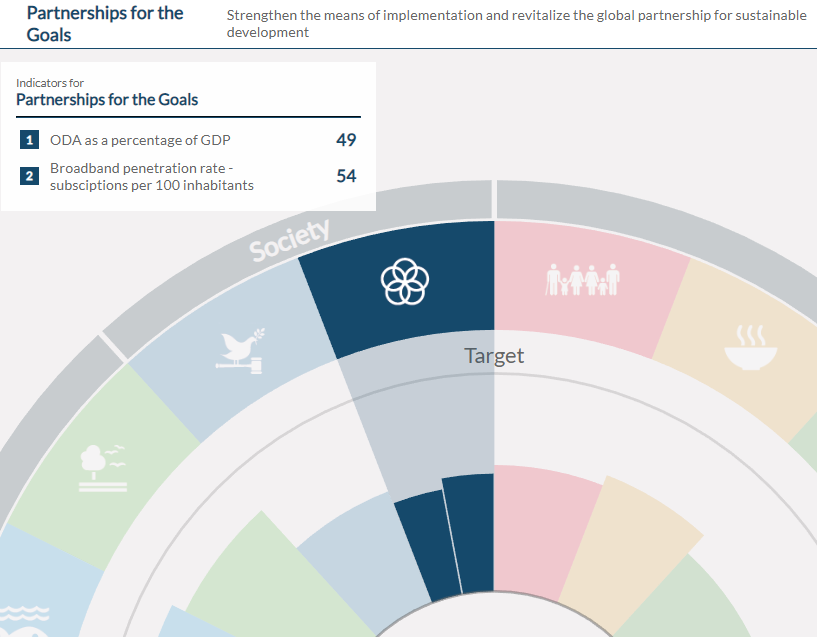 Partnerships for the
Goals
Strengthen the means of implementation and revitalize the global partnership for sustainable
development
Indicators for
Partnerships for the Goals
1 ODA as a percentage of GDP 49
2 Broadband penetration rate -
subsciptions per 100 inhabitants 54
Society
Target